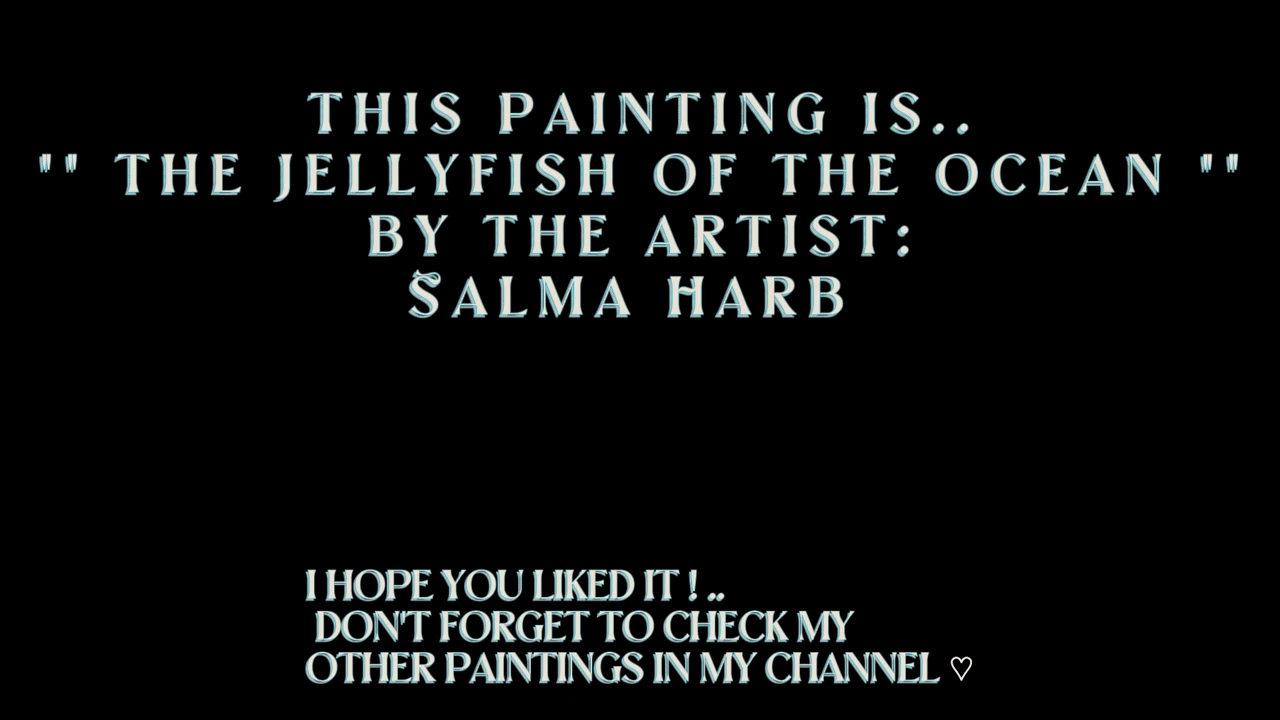 THIS PAINTING IS..
"" THE JELLYFISH OF THE OCEAN ""
BY THE ARTIST:
SALMA HARB
I HOPE YOU LIKED IT ! ..
DON'T FORGET TO CHECK MY
OTHER PAINTINGS IN MY CHANNEL ♡